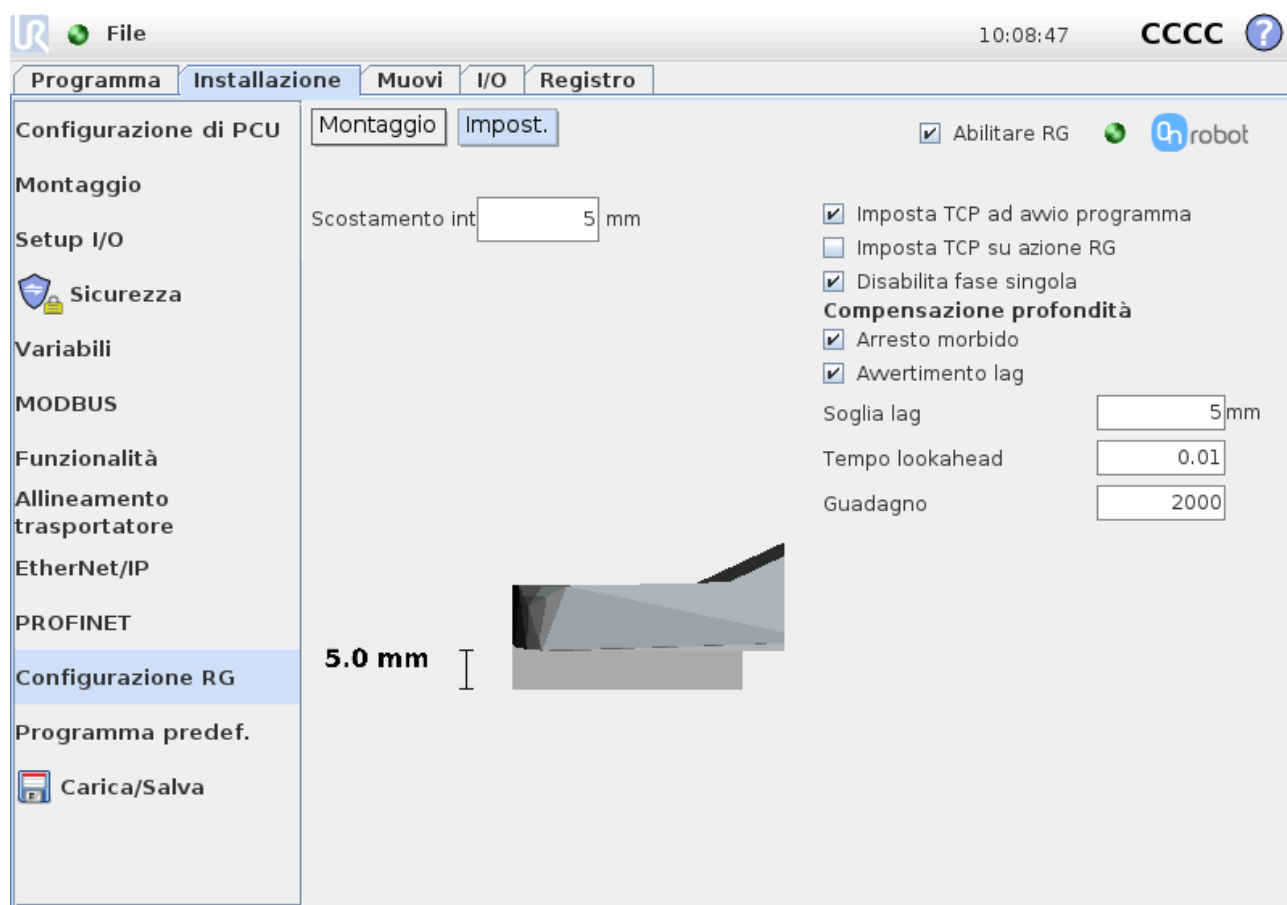 UR File 10:08:47 CCCC ?
Programma Installazione Muovi I/O Registro
Configurazione di PCU
Montaggio
Setup I/O
Sicurezza
Variabili
MODBUS
Funzionalità
Allineamento
trasportatore
EtherNet/IP
PROFINET
Configurazione RG
Programma predef.
Carica/Salva
Montaggio Impost.
Abilitare RG On robot
Scostamento int 5 mm
5.0 mm
Imposta TCP ad avvio programma
Imposta TCP su azione RG
Disabilita fase singola
Compensazione profondità
Arresto morbido
Avvertimento lag
Soglia lag 5 mm
Tempo lookahead 0.01
Guadagno 2000